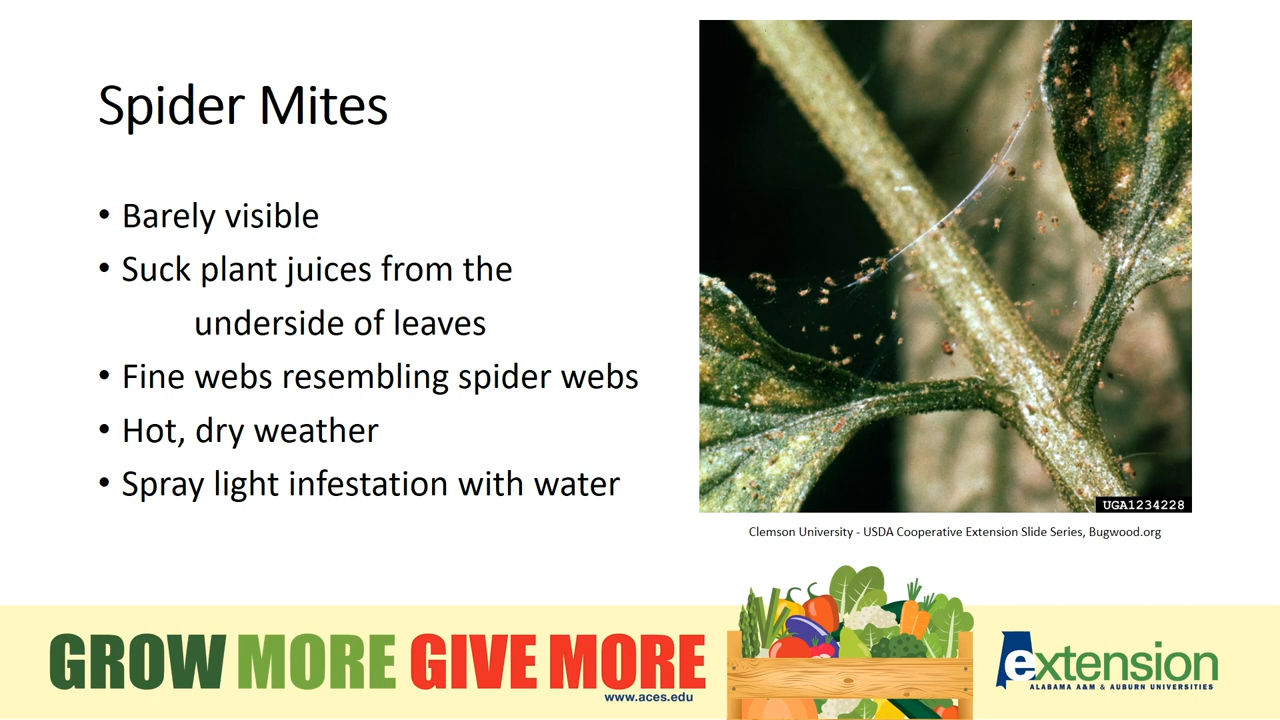 Spider Mites
• Barely visible
• Suck plant juices from the
underside of leaves
• Fine webs resembling spider webs
• Hot, dry weather
• Spray light infestation with water
UGA1234228
Clemson University - USDA Cooperative Extension Slide Series, Bugwood.org
GROW MORE GIVE MORE
www.aces.edu
extension
ALABAMA A&M & AUBURN UNIVERSITIES